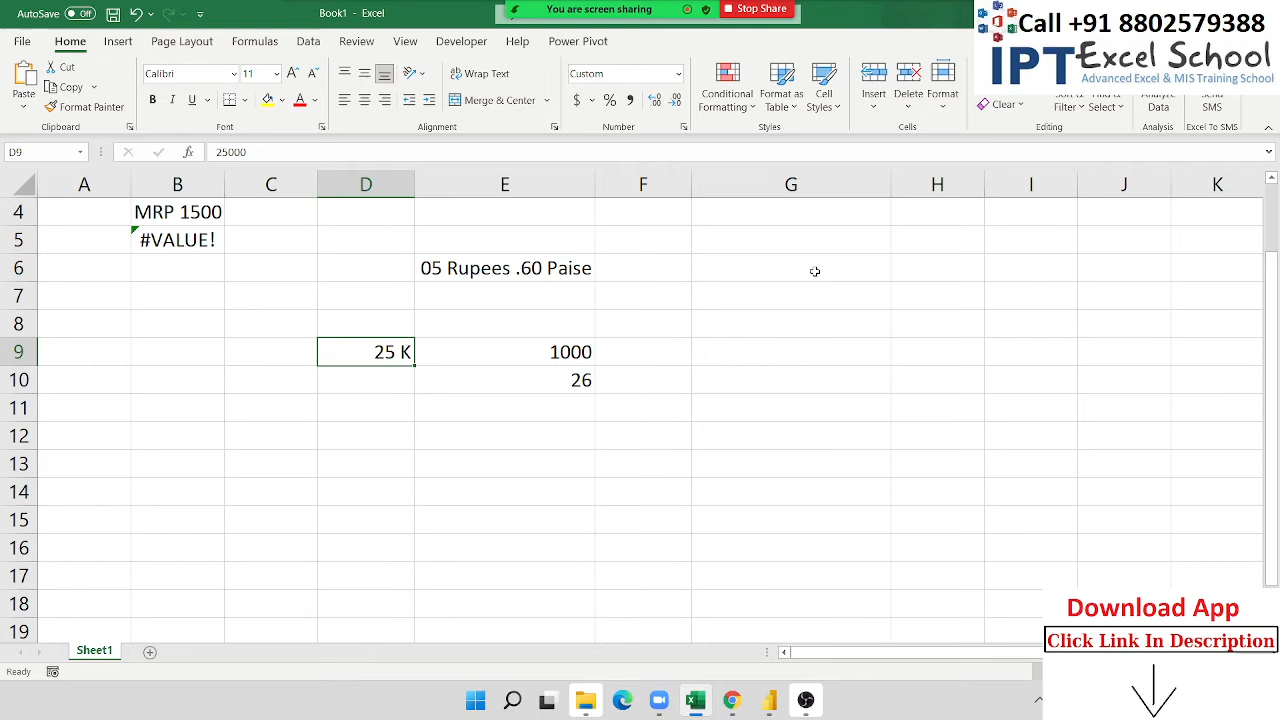 AutoSave Off Book1 - Excel You are screen sharing Stop Share
Call +91 8802579388
IPT Excel School
Advanced Excel & MIS Training School
File Home Insert Page Layout Formulas Data Review View Developer Help Power Pivot
Paste Cut Copy Format Painter
Calibri 11
B I U
Wrap Text
Merge & Center
Custom
$ % ,
Conditional Formatting Format as Table Cell Styles
Insert Delete Format
Clear
Filter Select
Data
SMS
Clipboard Font Alignment Number Styles Cells Editing Analysis Excel To SMS
D9 fx 25000
A B C D E F G H I J K
4 MRP 1500
5 #VALUE!
6 05 Rupees .60 Paise
7
8
9 25 K 1000
10 26
11
12
13
14
15
16
17
18
19
Download App
Click Link In Description
Sheet1
Ready